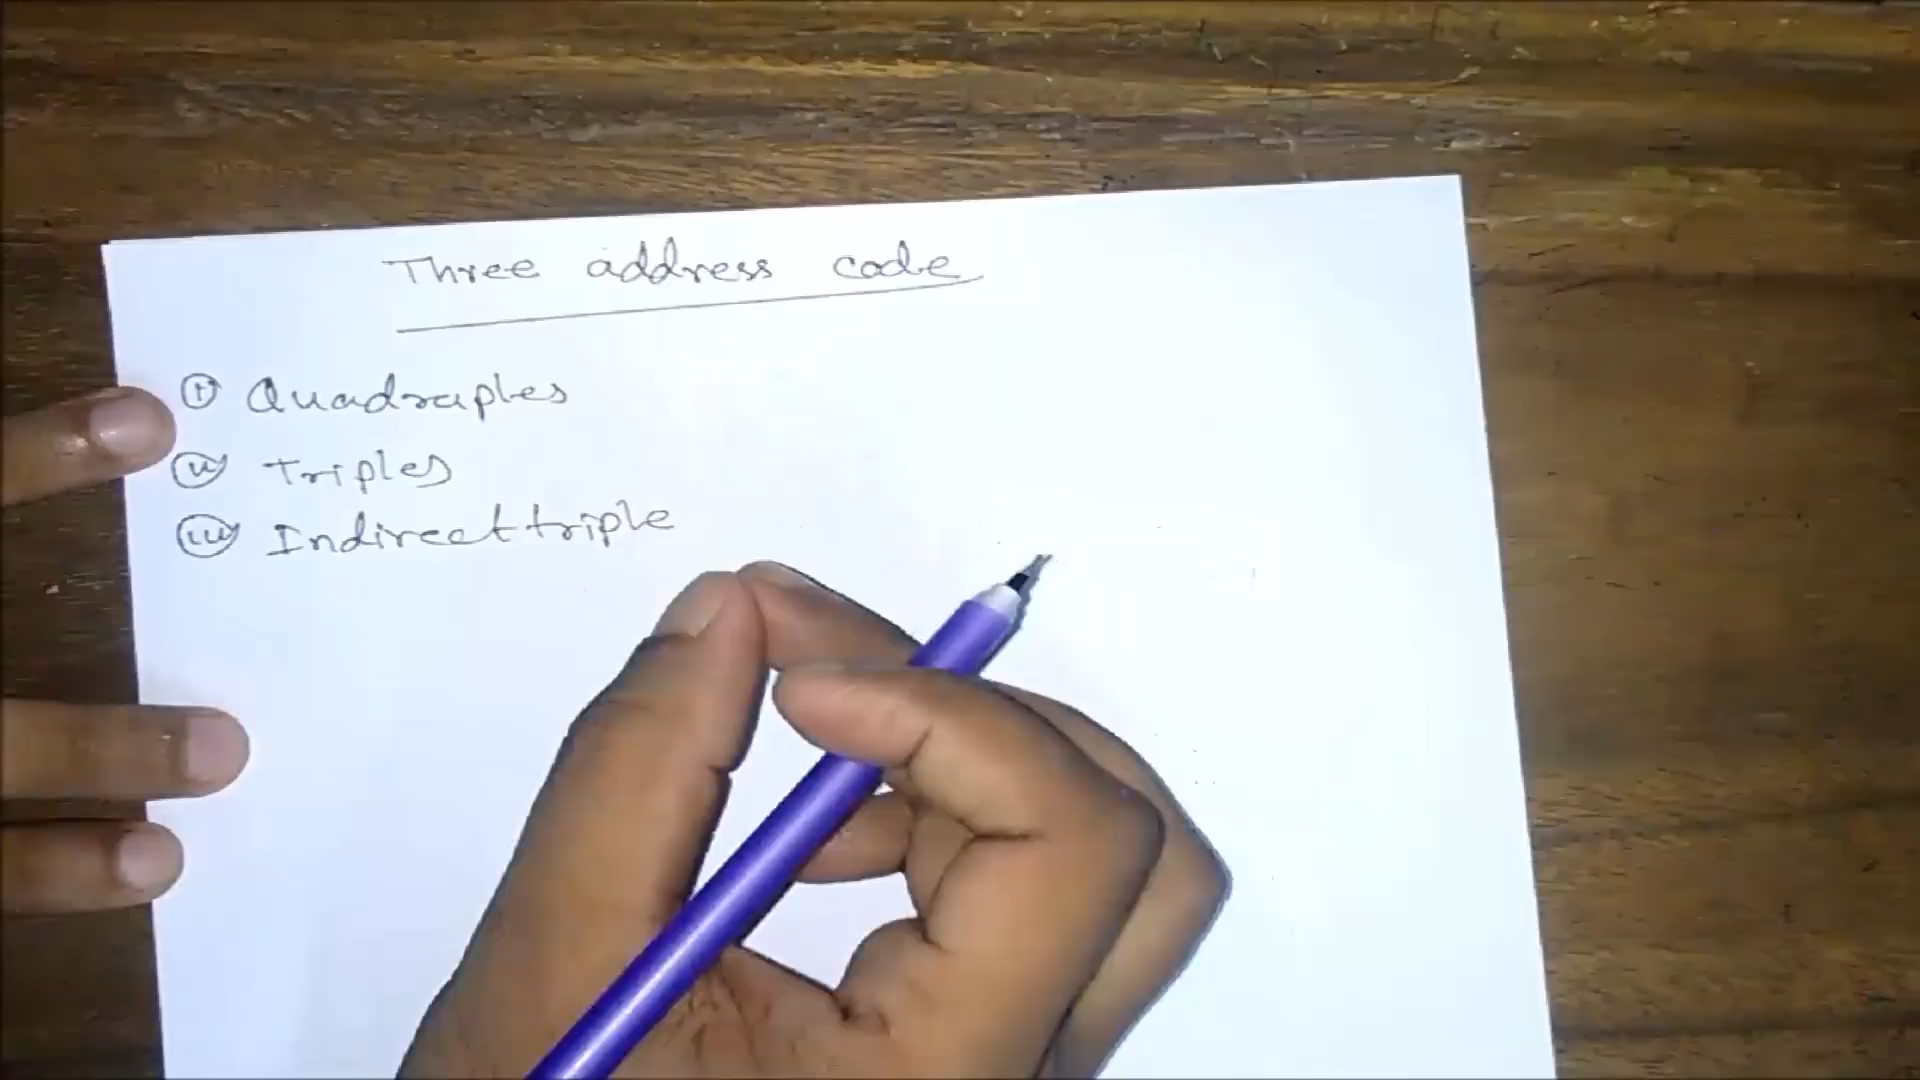 Three address code
(i) Quadraples
(ii) Triples
(iii) Indirect triple